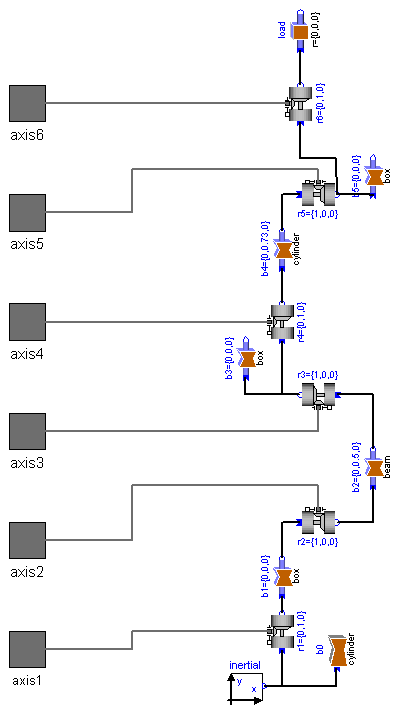 load
r={0,0,0}
axis6
r6={0,1,0}
b5={0,0,0}
box
axis5
r5={1,0,0}
b4={0,0.73,0}
cylinder
axis4
r4={0,1,0}
b3={0,0,0}
box
r3={1,0,0}
axis3
b2={0,0.5,0}
beam
axis2
r2={1,0,0}
b1={0,0,0}
box
axis1
r1={0,1,0}
b0
cylinder
inertial
y
x